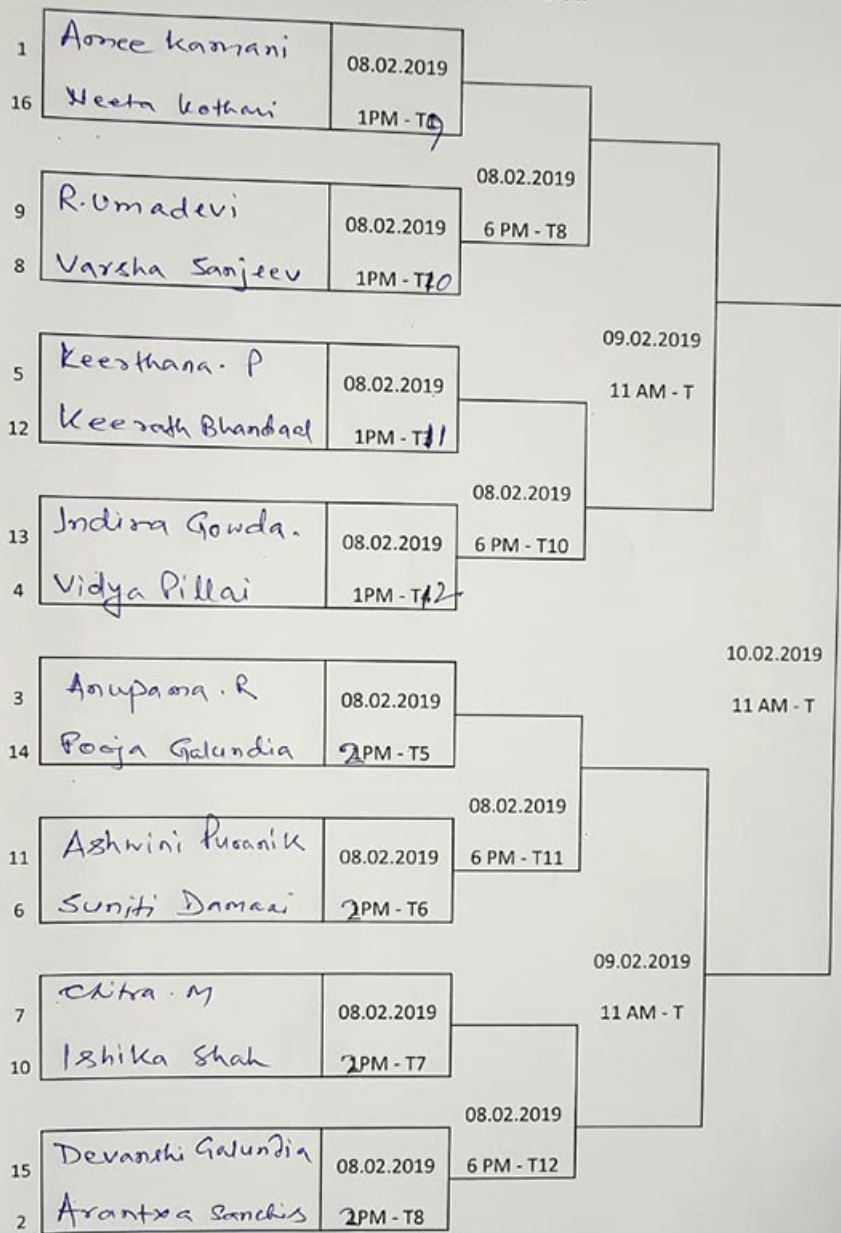 1 Amee Kamani 08.02.2019
16 Neeta Kothari 1PM - T9
08.02.2019
6 PM - T8
9 R. Umadevi 08.02.2019
8 Varsha Sanjeev 1PM - T10
09.02.2019
11 AM - T
5 Keerthana. P 08.02.2019
12 Keerath Bhandaal 1PM - T11
08.02.2019
6 PM - T10
13 Indira Gowda. 08.02.2019
4 Vidya Pillai 1PM - T12
10.02.2019
11 AM - T
3 Anupama. R 08.02.2019
14 Pooja Galundia 2PM - T5
08.02.2019
6 PM - T11
11 Ashwini Puranik 08.02.2019
6 Suniti Damani 2PM - T6
09.02.2019
11 AM - T
7 Chitra. M 08.02.2019
10 Ishika Shah 2PM - T7
08.02.2019
6 PM - T12
15 Devanshi Galundia 08.02.2019
2 Arantxa Sanchis 2PM - T8